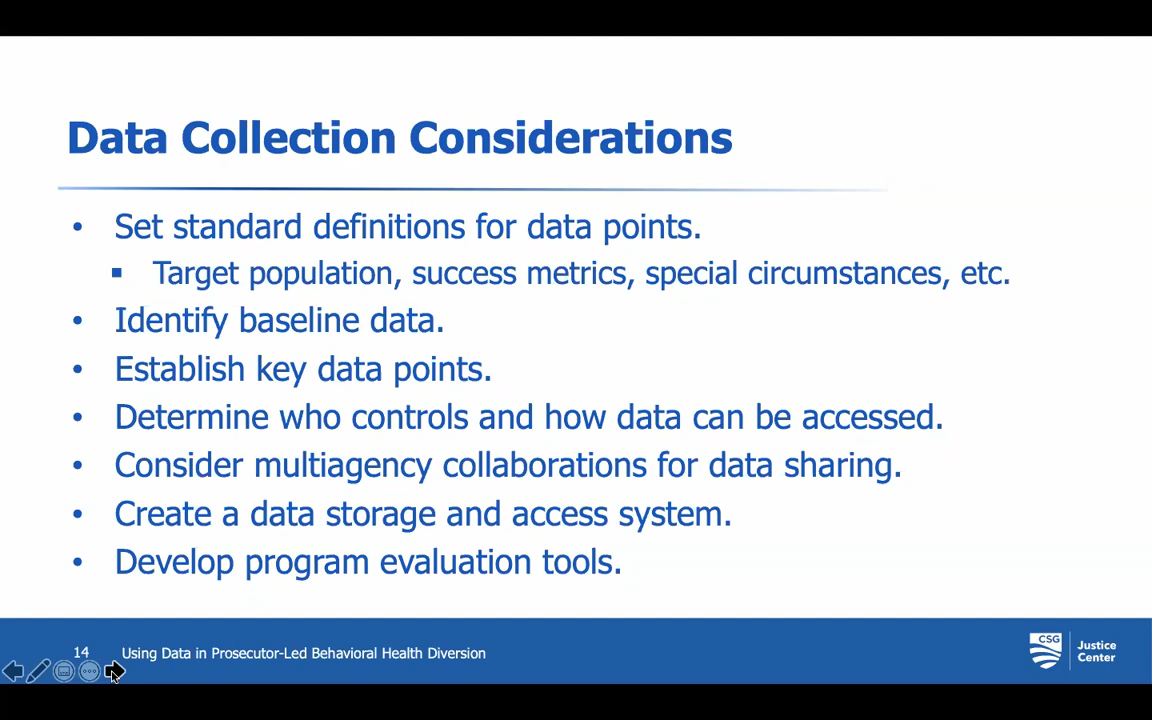 Data Collection Considerations
• Set standard definitions for data points.
▪ Target population, success metrics, special circumstances, etc.
• Identify baseline data.
• Establish key data points.
• Determine who controls and how data can be accessed.
• Consider multiagency collaborations for data sharing.
• Create a data storage and access system.
• Develop program evaluation tools.
14 Using Data in Prosecutor-Led Behavioral Health Diversion
CSG
Justice
Center